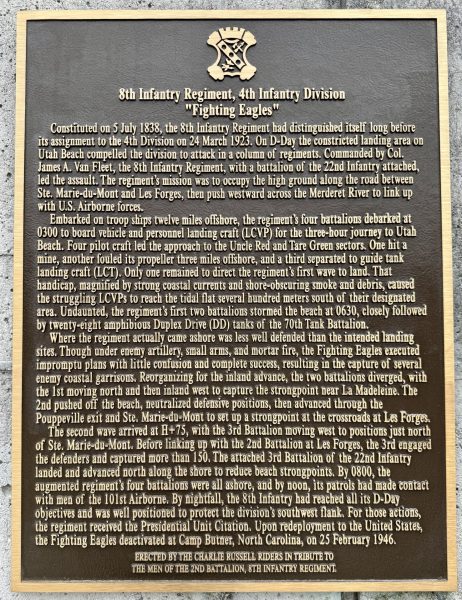 8th Infantry Regiment, 4th Infantry Division
"Fighting Eagles"
Constituted on 5 July 1838, the 8th Infantry Regiment had distinguished itself long before
its assignment to the 4th Division on 24 March 1923. On D-Day the constricted landing area on
Utah Beach compelled the division to attack in a column of regiments. Commanded by Col.
James A. Van Fleet, the 8th Infantry Regiment, with a battalion of the 22nd Infantry attached,
led the assault. The regiment's mission was to occupy the high ground along the road between
Ste. Marie-du-Mont and Les Forges, then push westward across the Merderet River to link up
with U.S. Airborne forces.
Embarked on troop ships twelve miles offshore, the regiment's four battalions debarked at
0300 to board vehicle and personnel landing craft (LCVP) for the three-hour journey to Utah
Beach. Four pilot craft led the approach to the Uncle Red and Tare Green sectors. One hit a
mine, another fouled its propeller three miles offshore, and a third separated to guide tank
landing craft (LCT). Only one remained to direct the regiment's first wave to land. That
handicap, magnified by strong coastal currents and shore-obscuring smoke and debris, caused
the struggling LCVPs to reach the tidal flat several hundred meters south of their designated
area. Undaunted, the regiment's first two battalions stormed the beach at 0630, closely followed
by twenty-eight amphibious Duplex Drive (DD) tanks of the 70th Tank Battalion.
Where the regiment actually came ashore was less well defended than the intended landing
sites. Though under enemy artillery, small arms, and mortar fire, the Fighting Eagles executed
impromptu plans with little confusion and complete success, resulting in the capture of several
enemy coastal garrisons. Reorganizing for the inland advance, the two battalions diverged, with
the 1st moving north and then inland west to capture the strongpoint near La Madeleine. The
2nd pushed off the beach, neutralized defensive positions, then advanced through the
Pouppeville exit and Ste. Marie-du-Mont to set up a strongpoint at the crossroads at Les Forges.
The second wave arrived at H+75, with the 3rd Battalion moving west to positions just north
of Ste. Marie-du-Mont. Before linking up with the 2nd Battalion at Les Forges, the 3rd engaged
the defenders and captured more than 150. The attached 3rd Battalion of the 22nd Infantry
landed and advanced north along the shore to reduce beach strongpoints. By 0800, the
augmented regiment's four battalions were all ashore, and by noon, its patrols had made contact
with men of the 101st Airborne. By nightfall, the 8th Infantry had reached all its D-Day
objectives and was well positioned to protect the division's southwest flank. For those actions,
the regiment received the Presidential Unit Citation. Upon redeployment to the United States,
the Fighting Eagles deactivated at Camp Butner, North Carolina, on 25 February 1946.
ERECTED BY THE CHARLIE RUSSELL RIDERS IN TRIBUTE TO
THE MEN OF THE 2ND BATTALION, 8TH INFANTRY REGIMENT.